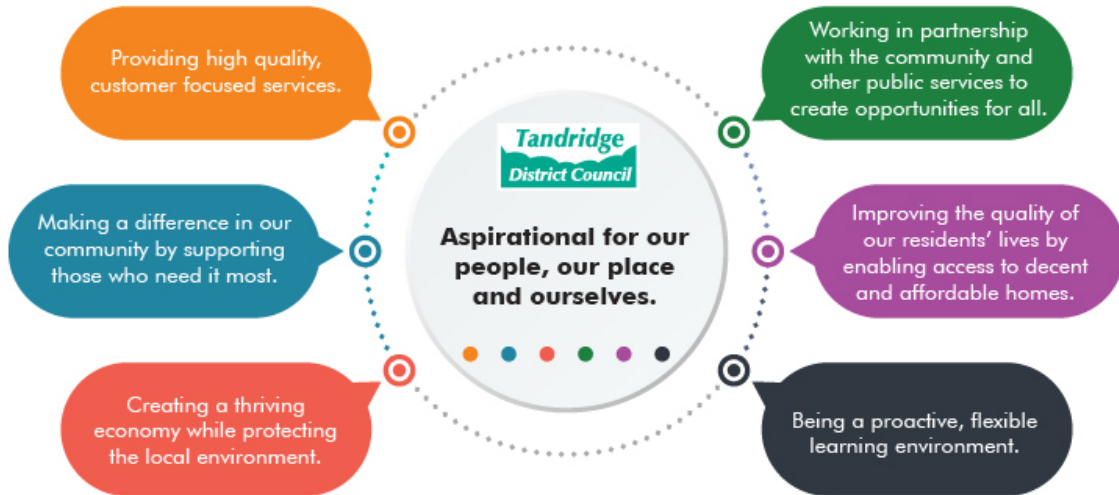 Providing high quality,
customer focused services.
Making a difference in our
community by supporting
those who need it most.
Creating a thriving
economy while protecting
the local environment.
Tandridge
District Council
Aspirational for our
people, our place
and ourselves.
Working in partnership
with the community and
other public services to
create opportunities for all.
Improving the quality of
our residents’ lives by
enabling access to decent
and affordable homes.
Being a proactive, flexible
learning environment.